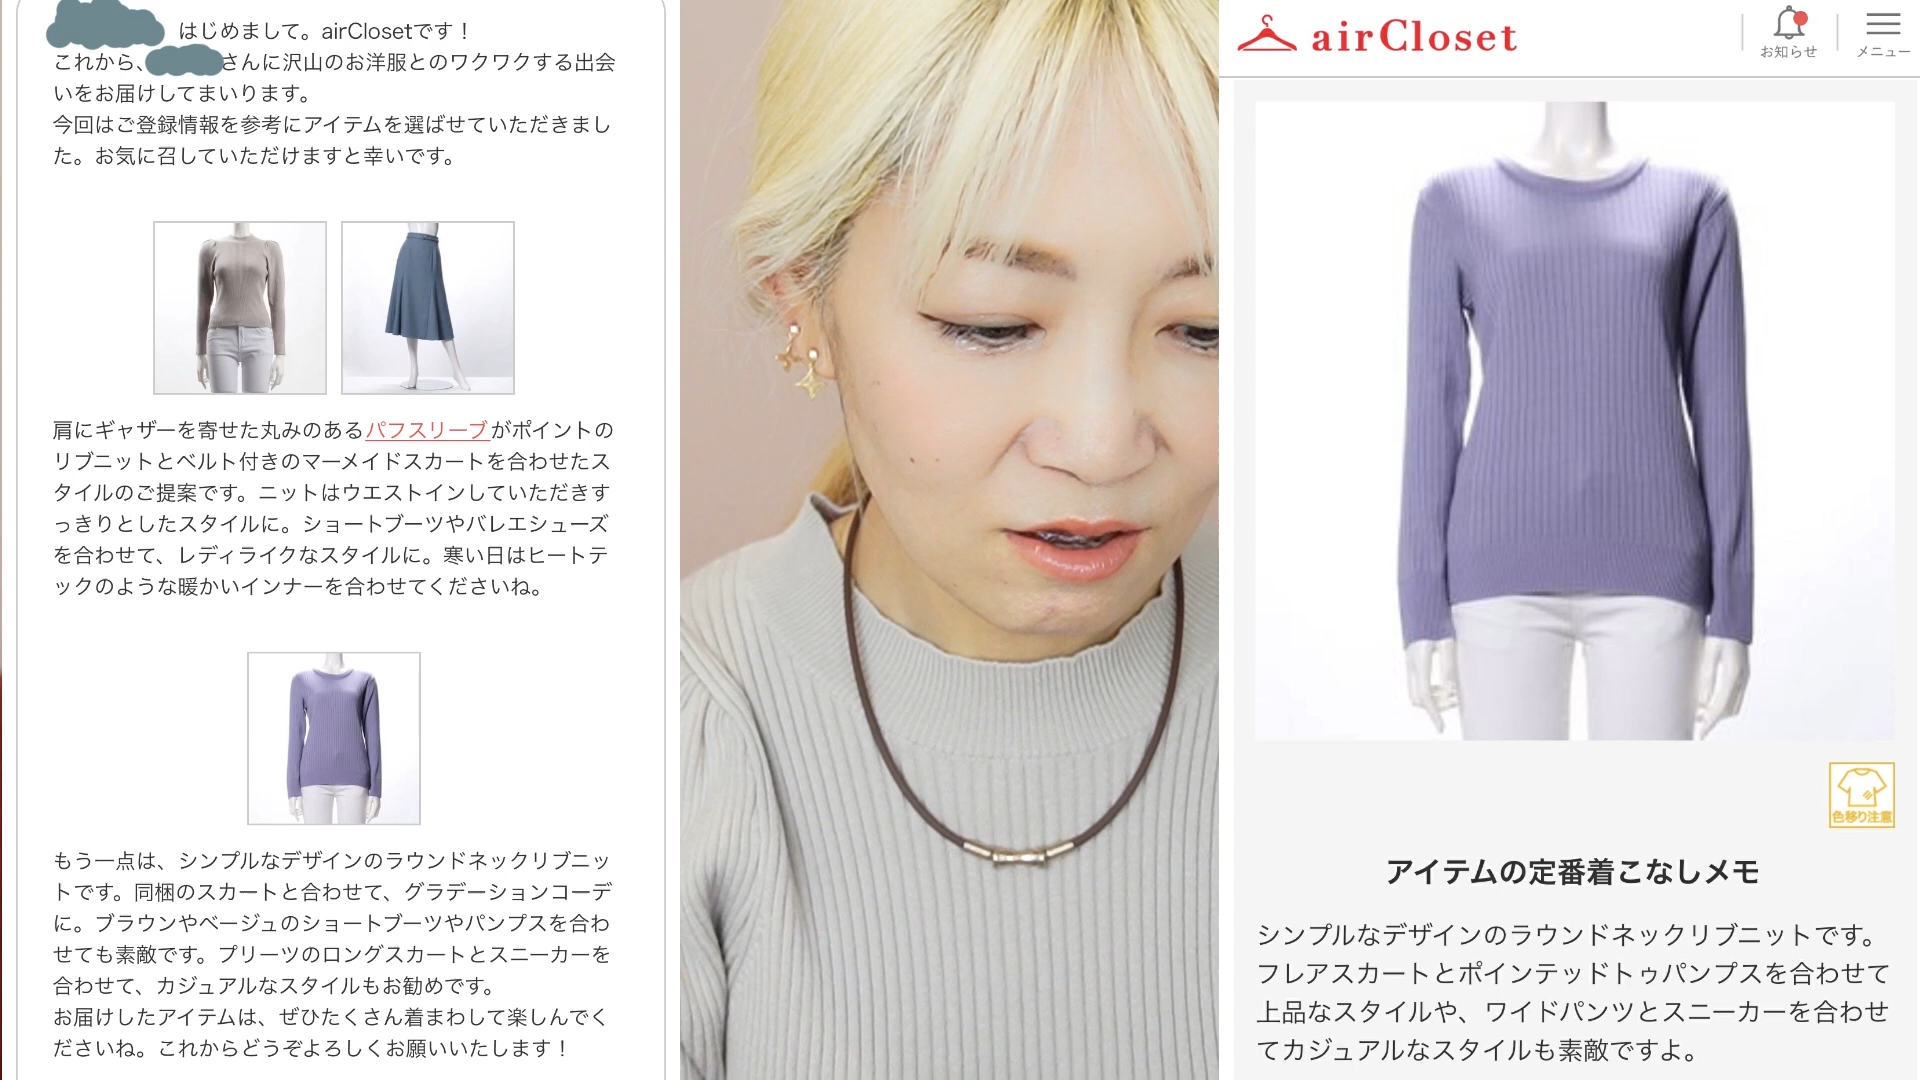 はじめまして。airClosetです！
これから、
さんに沢山のお洋服とのワクワクする出会
いをお届けしてまいります。
今回はご登録情報を参考にアイテムを選ばせていただきまし
た。お気に召していただけますと幸いです。
肩にギャザーを寄せた丸みのあるパフスリーブがポイントの
リブニットとベルト付きのマーメイドスカートを合わせたス
タイルのご提案です。ニットはウエストインしていただきす
っきりとしたスタイルに。ショートブーツやバレエシューズ
を合わせて、レディライクなスタイルに。寒い日はヒートテ
ックのような暖かいインナーを合わせてくださいね。
もう一点は、シンプルなデザインのラウンドネックリブニッ
トです。同梱のスカートと合わせて、グラデーションコーデ
に。ブラウンやベージュのショートブーツやパンプスを合わ
せても素敵です。プリーツのロングスカートとスニーカーを
合わせて、カジュアルなスタイルもお勧めです。
お届けしたアイテムは、ぜひたくさん着まわして楽しんでく
ださいね。これからどうぞよろしくお願いいたします！
airCloset
お知らせ
メニュー
色移り注意
アイテムの定番着こなしメモ
シンプルなデザインのラウンドネックリブニットです。
フレアスカートとポインテッドトゥパンプスを合わせて
上品なスタイルや、ワイドパンツとスニーカーを合わせ
てカジュアルなスタイルも素敵ですよ。